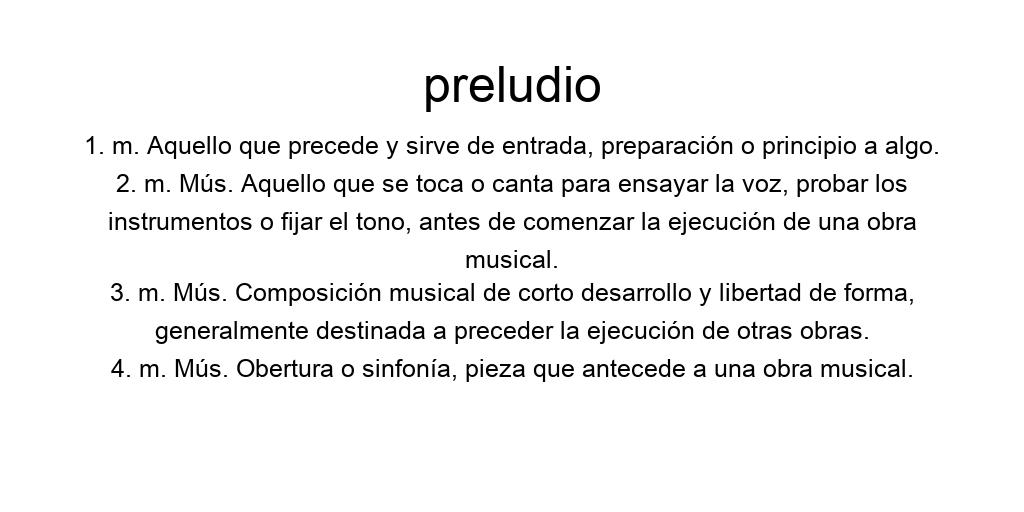 preludio
1. m. Aquello que precede y sirve de entrada, preparación o principio a algo.
2. m. Mús. Aquello que se toca o canta para ensayar la voz, probar los
instrumentos o fijar el tono, antes de comenzar la ejecución de una obra
musical.
3. m. Mús. Composición musical de corto desarrollo y libertad de forma,
generalmente destinada a preceder la ejecución de otras obras.
4. m. Mús. Obertura o sinfonía, pieza que antecede a una obra musical.